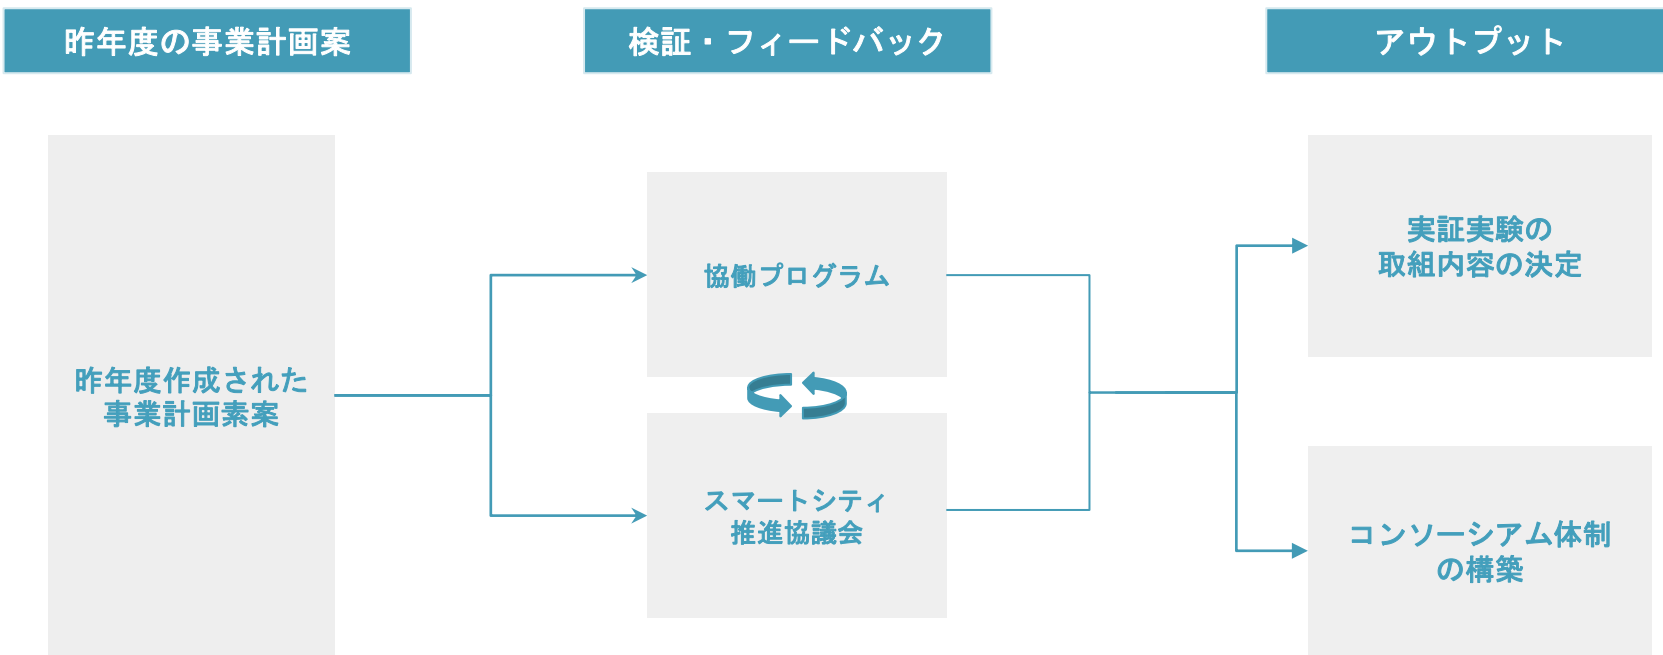 昨年度の事業計画案
検証・フィードバック
アウトプット
昨年度作成された
事業計画素案
協働プログラム
スマートシティ
推進協議会
実証実験の
取組内容の決定
コンソーシアム体制
の構築